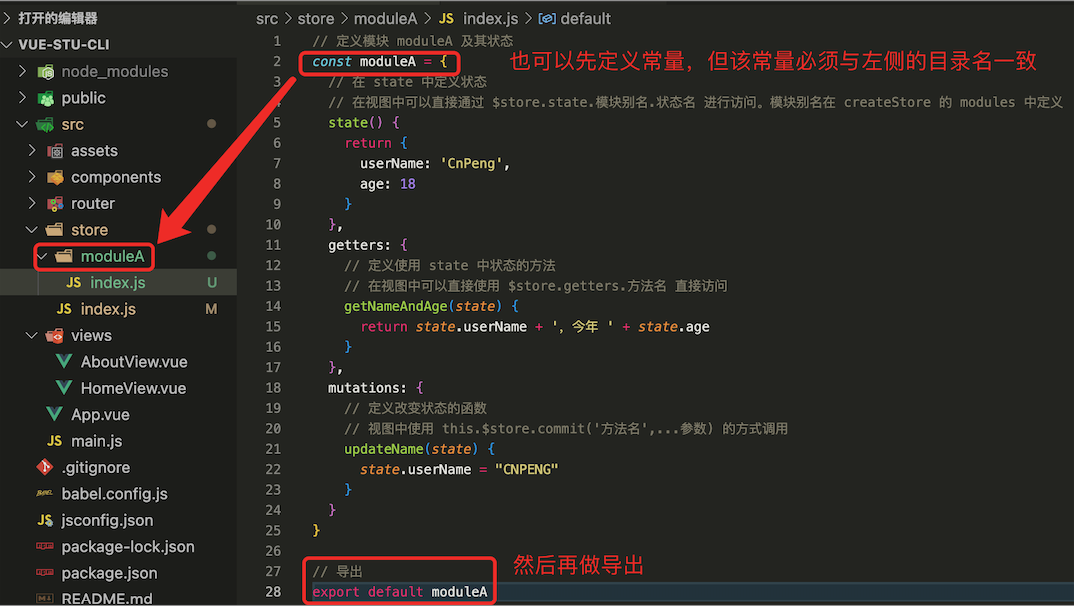 打开的编辑器
VUE-STU-CLI
node_modules
public
src
assets
components
router
store
moduleA
JS index.js U
JS index.js M
views
AboutView.vue
HomeView.vue
App.vue
JS main.js
.gitignore
BABEL babel.config.js
JS jsconfig.json
package-lock.json
package.json
README.md
src > store > moduleA > JS index.js > default
1 // 定义模块 moduleA 及其状态
2 const moduleA = {
也可以先定义常量，但该常量必须与左侧的目录名一致
3 // 在 state 中定义状态
4 // 在视图中可以直接通过 $store.state.模块别名.状态名 进行访问。模块别名在 createStore 的 modules 中定义
5 state() {
6 return {
7 userName: 'CnPeng',
8 age: 18
9 }
10 },
11 getters: {
12 // 定义使用 state 中状态的方法
13 // 在视图中可以直接使用 $store.getters.方法名 直接访问
14 getNameAndAge(state) {
15 return state.userName + ', 今年 ' + state.age
16 }
17 },
18 mutations: {
19 // 定义改变状态的函数
20 // 视图中使用 this.$store.commit('方法名',...参数) 的方式调用
21 updateName(state) {
22 state.userName = "CNPENG"
23 }
24 }
25 }
26
27 // 导出
然后再做导出
28 export default moduleA